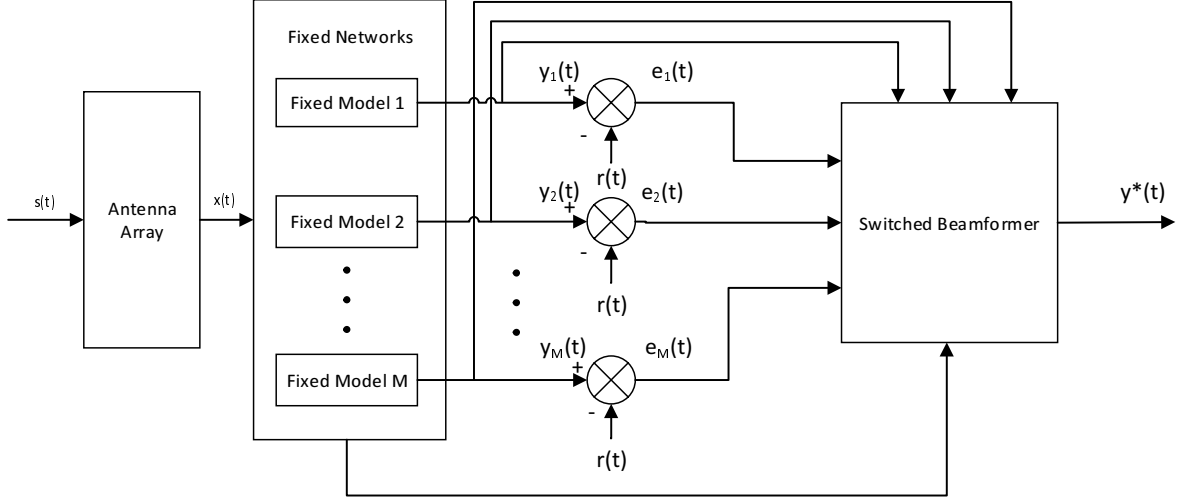 Fixed Networks
y1(t)
e1(t)
+
Fixed Model 1
-
r(t)
s(t)
Antenna
Array
x(t)
y2(t)
e2(t)
+
Fixed Model 2
-
r(t)
Switched Beamformer
y*(t)
yM(t)
eM(t)
+
Fixed Model M
-
r(t)